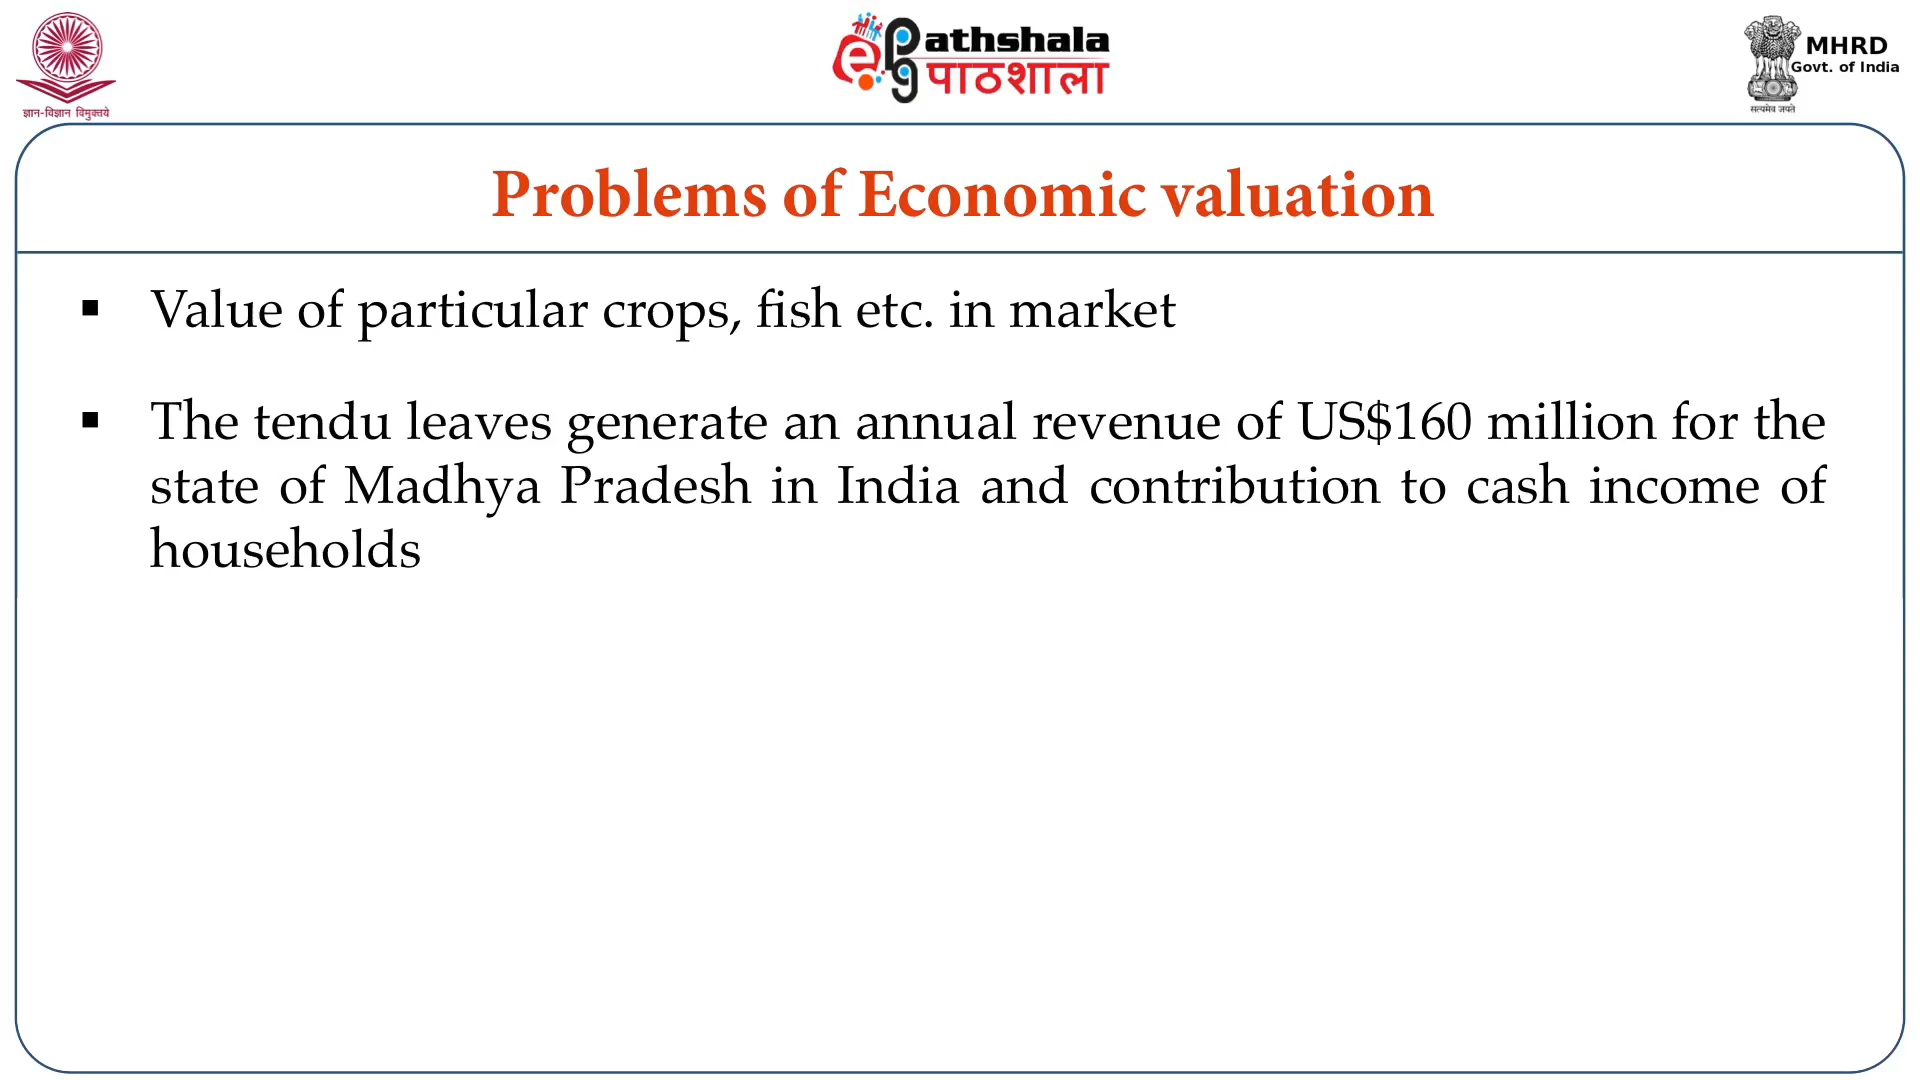 ज्ञान-विज्ञान विमुक्तये
e Pathshala
पाठशाला
MHRD
Govt. of India
सत्यमेव जयते
Problems of Economic valuation
▪ Value of particular crops, fish etc. in market
▪ The tendu leaves generate an annual revenue of US$160 million for the
state of Madhya Pradesh in India and contribution to cash income of
households